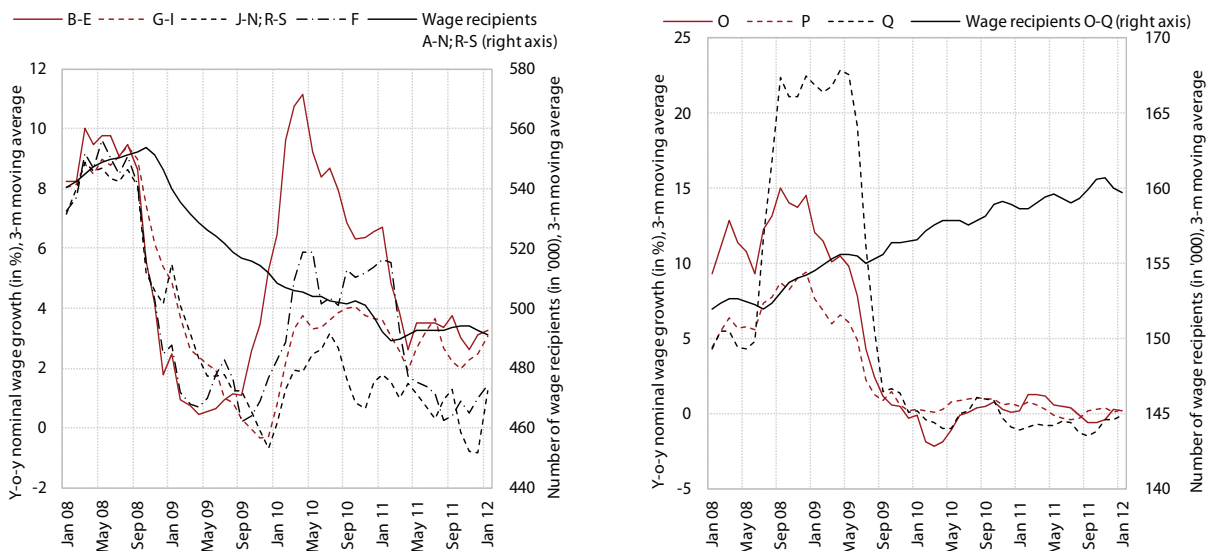 B-E G-I J-N; R-S F Wage recipients
A-N; R-S (right axis)
Y-o-y nominal wage growth (in %), 3-m moving average
12
10
8
6
4
2
0
-2
580
560
540
520
500
480
460
440
Number of wage recipients (in '000), 3-m moving average
Jan 08
May 08
Sep 08
Jan 09
May 09
Sep 09
Jan 10
May 10
Sep 10
Jan 11
May 11
Sep 11
Jan 12
O P Q Wage recipients O-Q (right axis)
Y-o-y nominal wage growth (in %), 3-m moving average
25
20
15
10
5
0
-5
170
165
160
155
150
145
140
Number of wage recipients (in '000), 3-m moving average
Jan 08
May 08
Sep 08
Jan 09
May 09
Sep 09
Jan 10
May 10
Sep 10
Jan 11
May 11
Sep 11
Jan 12